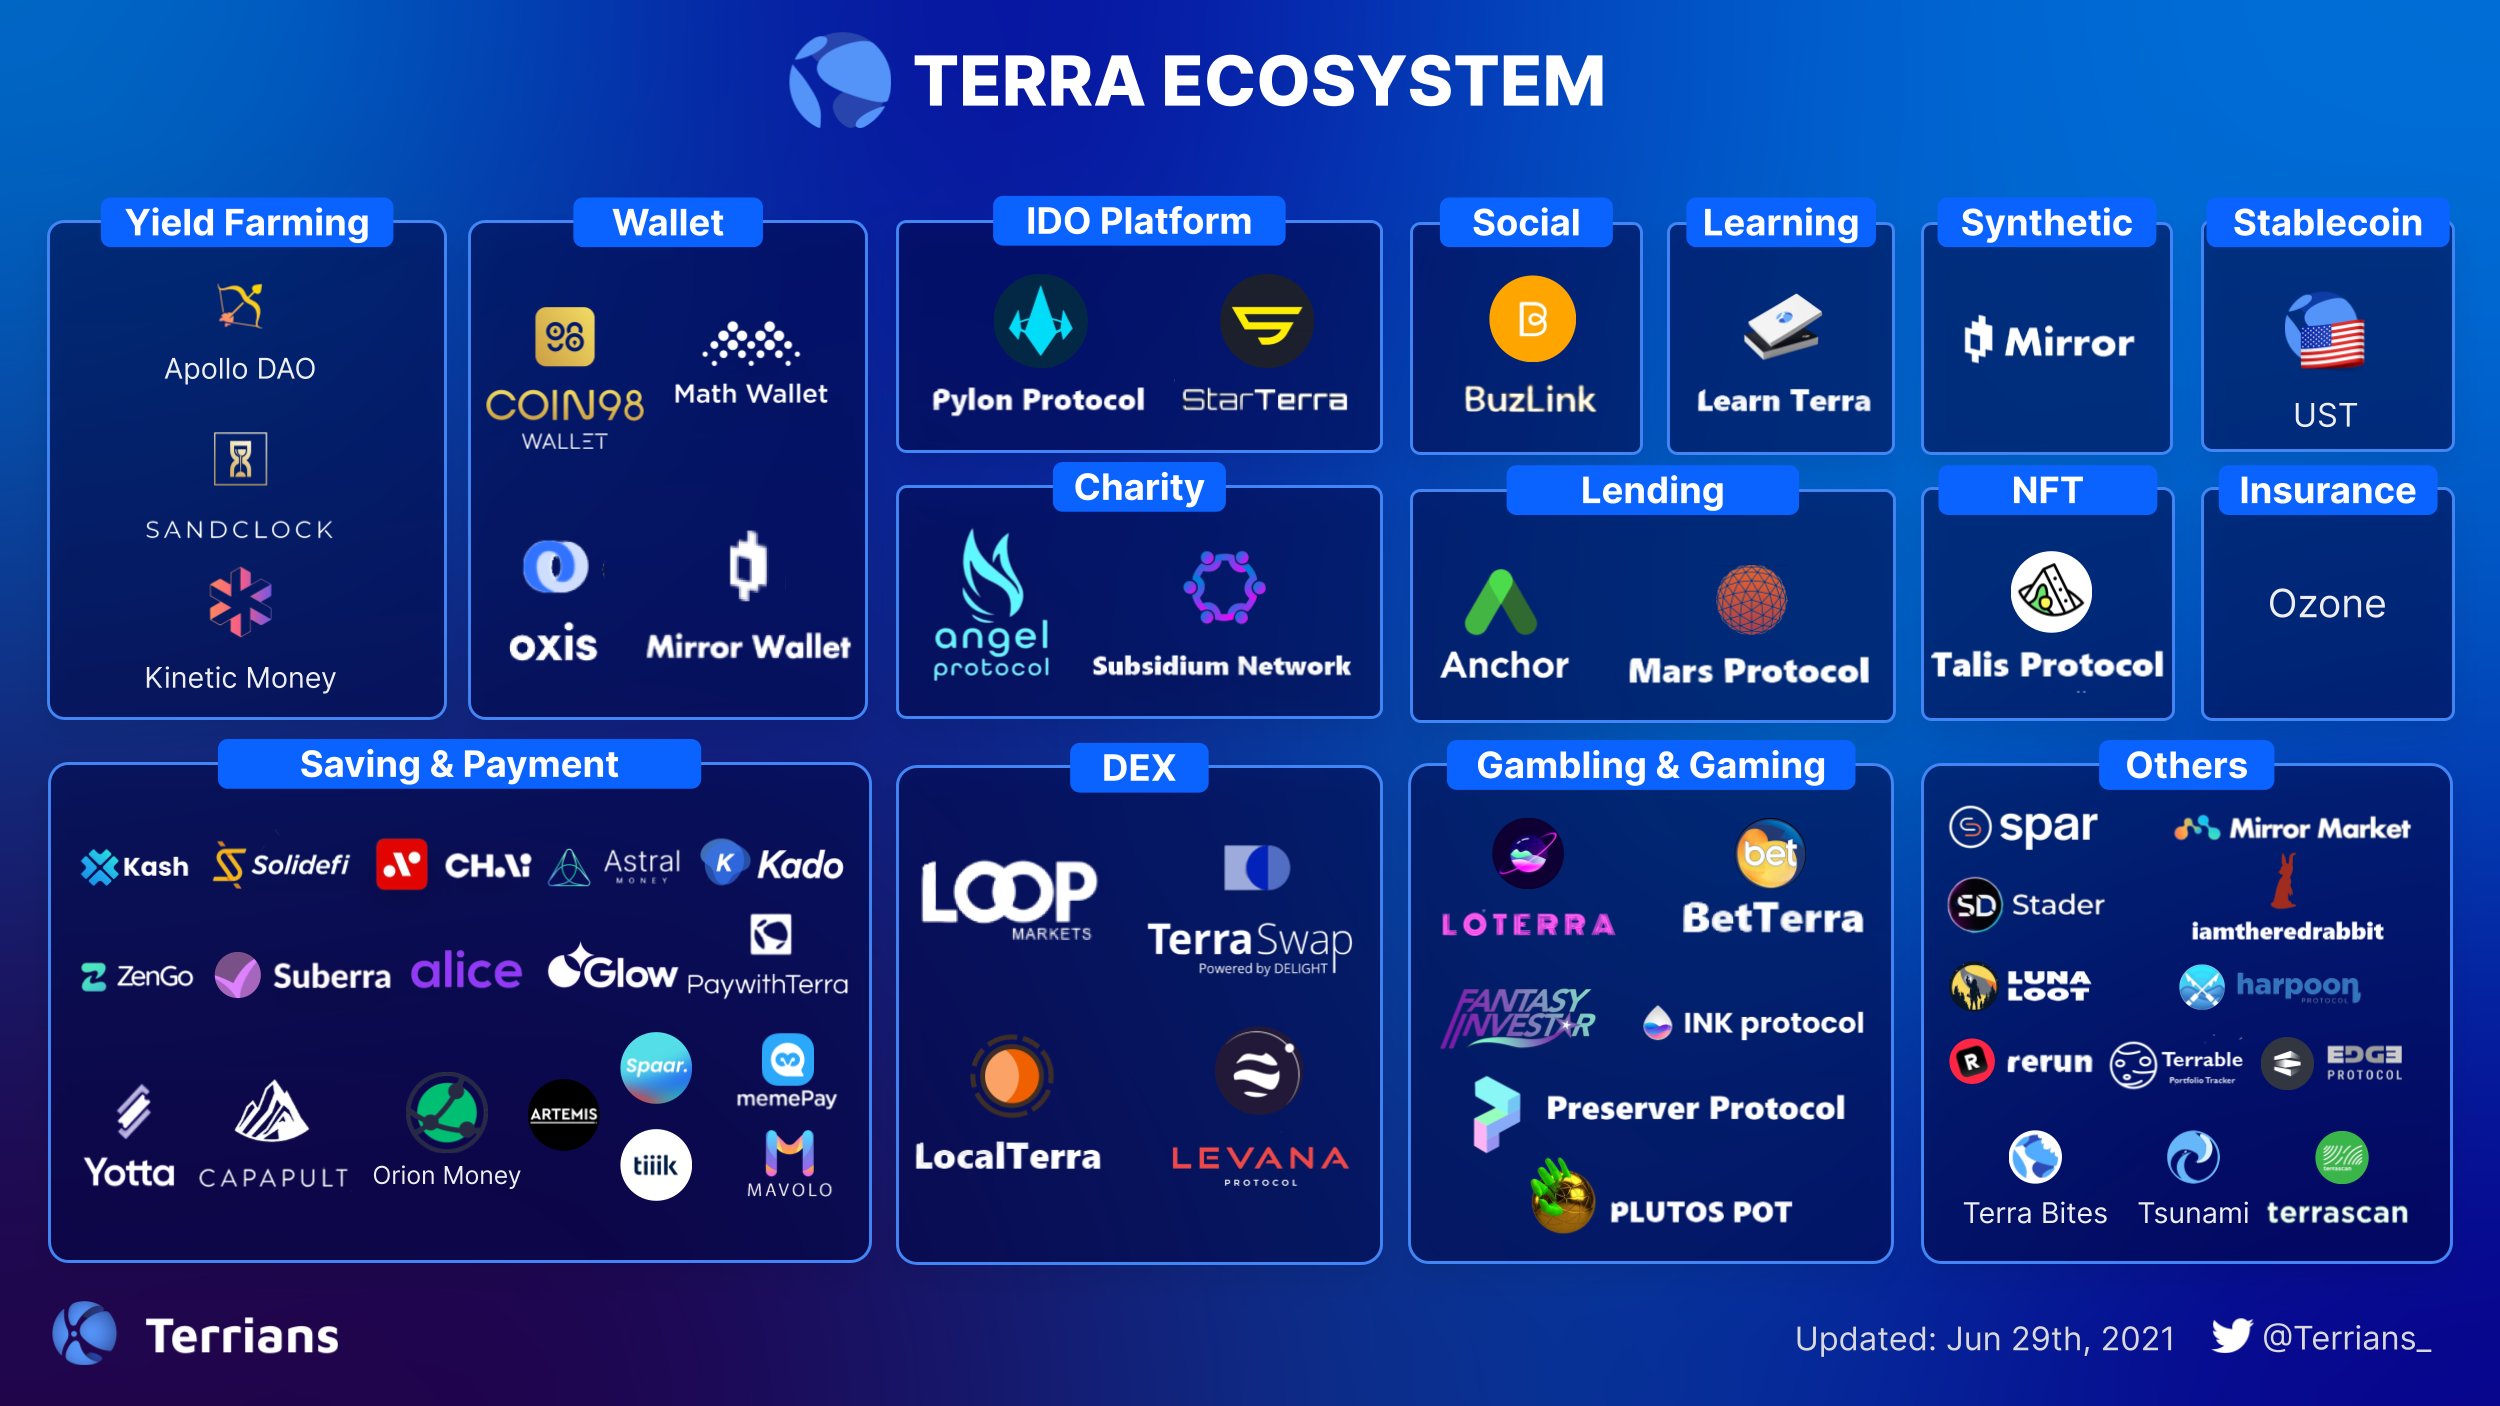 TERRA ECOSYSTEM
Yield Farming
Apollo DAO
SANDCLOCK
Kinetic Money
Wallet
98
COIN98
WALLET
Math Wallet
oxis
Mirror Wallet
IDO Platform
Pylon Protocol
StarTerra
Social
B
BuzLink
Learning
Learn Terra
Synthetic
Mirror
Stablecoin
UST
Charity
angel
protocol
Subsidium Network
Lending
Anchor
Mars Protocol
NFT
Talis Protocol
Insurance
Ozone
Saving & Payment
Kash
Solidefi
CHAi
Astral
MONEY
K
Kado
ZenGo
Suberra
alice
Glow
PaywithTerra
Yotta
CAPAPULT
Orion Money
ARTEMIS
Spaar.
tiiik
memePay
MAVOLO
DEX
LOOP
MARKETS
TerraSwap
Powered by DELIGHT
LocalTerra
LEVANA
PROTOCOL
Gambling & Gaming
LOTERRA
bet
BetTerra
FANTASY
INVESTAR
INK protocol
Preserver Protocol
PLUTOS POT
Others
spar
Mirror Market
SD
Stader
iamtheredrabbit
LUNA
LOOT
harpoon
PROTOCOL
R
rerun
Terrable
Portfolio Tracker
EDGE
PROTOCOL
Terra Bites
Tsunami
terrascan
terrascan
Terrians
Updated: Jun 29th, 2021
@Terrians_